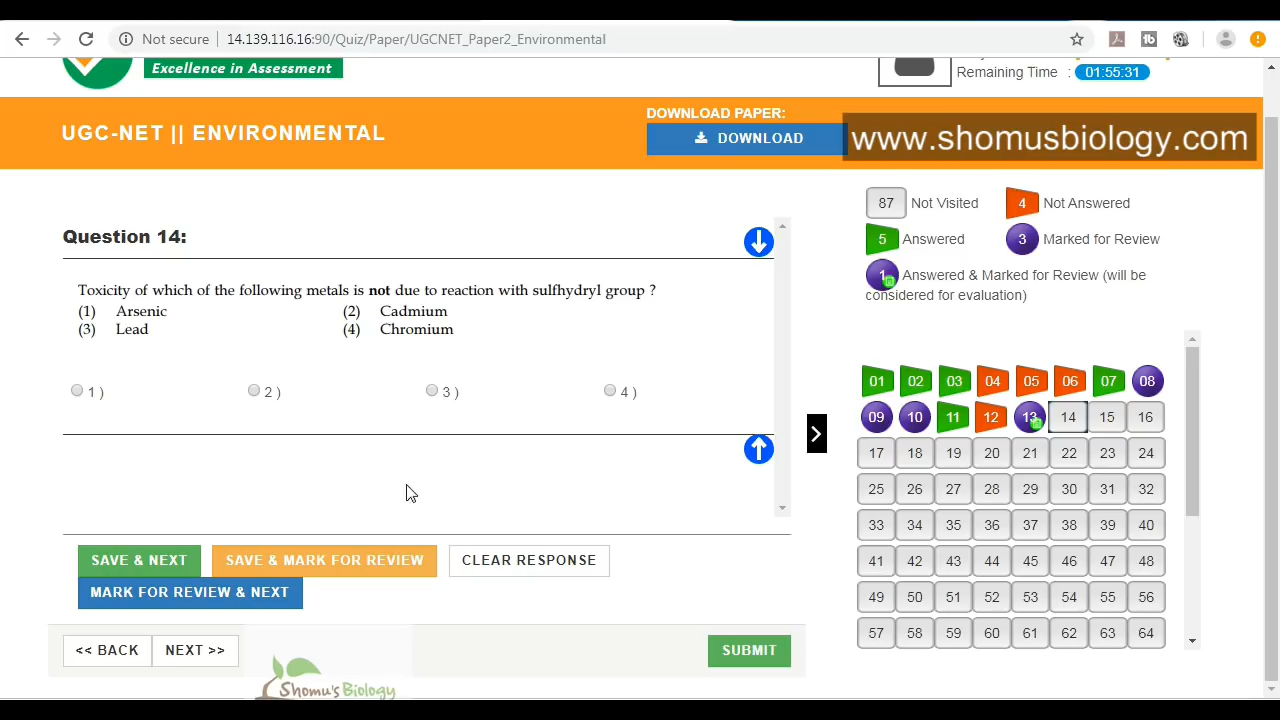 Not secure 14.139.116.16:90/Quiz/Paper/UGCNET_Paper2_Environmental
Excellence in Assessment
Remaining Time : 01:55:31
UGC-NET || ENVIRONMENTAL
DOWNLOAD PAPER:
DOWNLOAD
www.shomusbiology.com
87 Not Visited 4 Not Answered
5 Answered 3 Marked for Review
1 Answered & Marked for Review (will be
considered for evaluation)
Question 14:
Toxicity of which of the following metals is not due to reaction with sulfhydryl group ?
(1) Arsenic (2) Cadmium
(3) Lead (4) Chromium
1 ) 2 ) 3 ) 4 )
01 02 03 04 05 06 07 08
09 10 11 12 13 14 15 16
17 18 19 20 21 22 23 24
25 26 27 28 29 30 31 32
33 34 35 36 37 38 39 40
41 42 43 44 45 46 47 48
49 50 51 52 53 54 55 56
57 58 59 60 61 62 63 64
SAVE & NEXT SAVE & MARK FOR REVIEW CLEAR RESPONSE
MARK FOR REVIEW & NEXT
<< BACK NEXT >> SUBMIT
Shomu's Biology